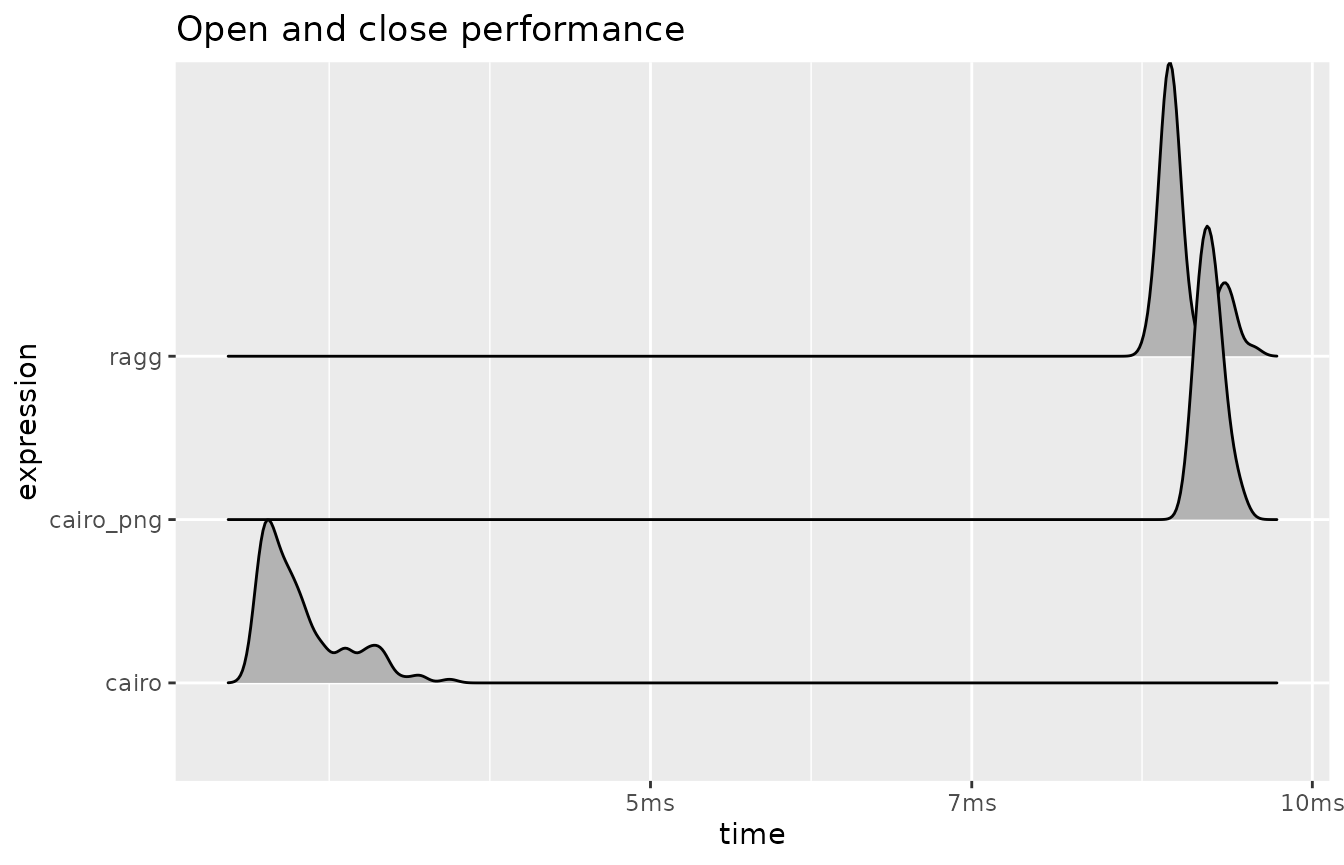 Open and close performance
expression
ragg
cairo_png
cairo
5ms
7ms
10ms
time